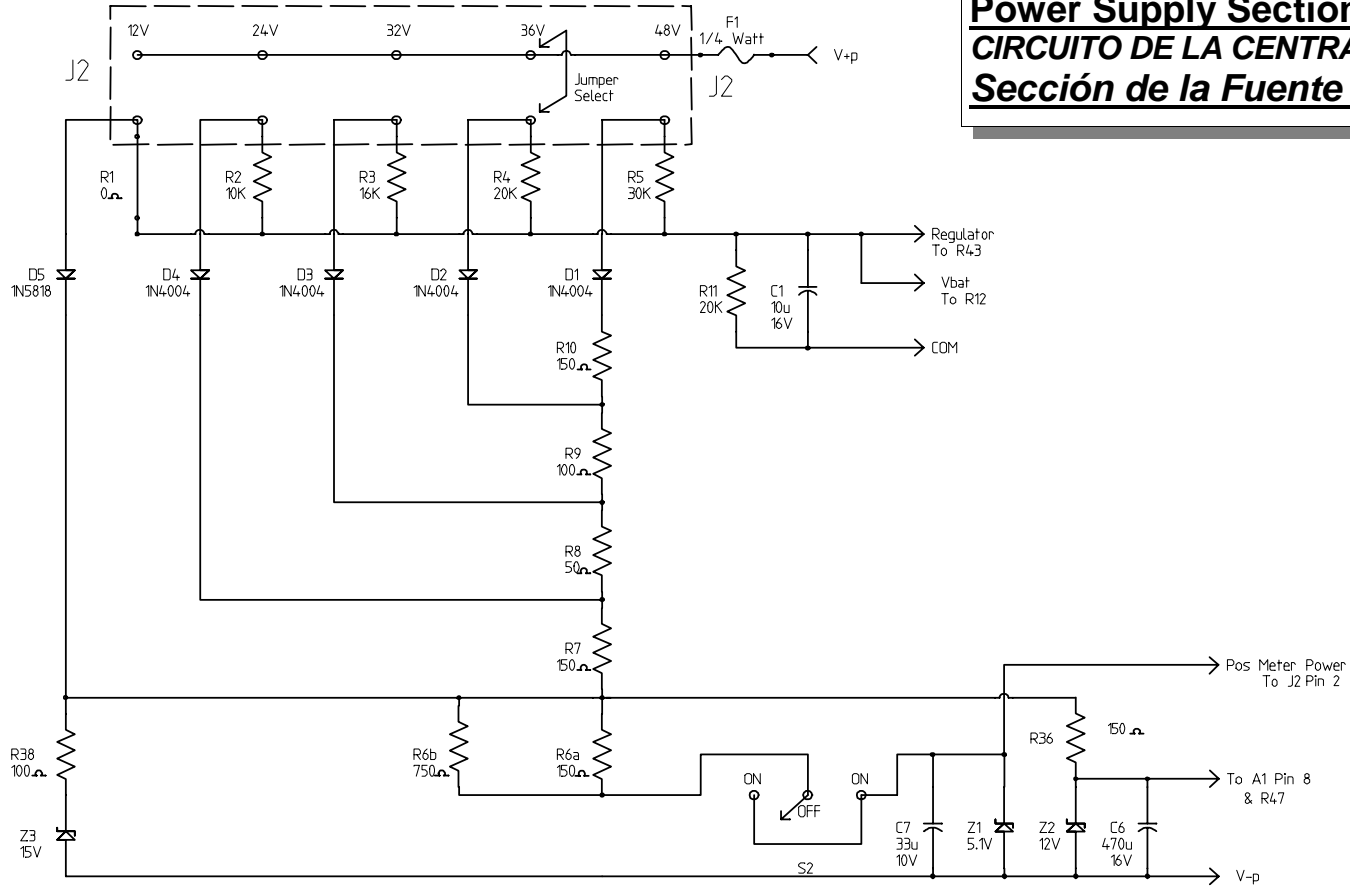 Power Supply Section
CIRCUITO DE LA CENTRA
Sección de la Fuente
12V
24V
32V
36V
48V
F1
1/4 Watt
V+p
J2
J2
Jumper
Select
R1
0Ω
R2
10K
R3
16K
R4
20K
R5
30K
Regulator
To R43
D5
1N5818
D4
1N4004
D3
1N4004
D2
1N4004
D1
1N4004
R11
20K
C1
10u
16V
Vbat
To R12
COM
R10
150Ω
R9
100Ω
R8
50Ω
R7
150Ω
Pos Meter Power
To J2 Pin 2
R38
100Ω
R6b
750Ω
R6a
150Ω
R36
150 Ω
ON
OFF
ON
To A1 Pin 8
& R47
Z3
15V
S2
C7
33u
10V
Z1
5.1V
Z2
12V
C6
470u
16V
V-p